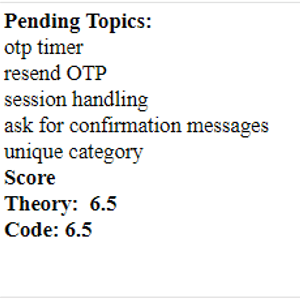 Pending Topics:
otp timer
resend OTP
session handling
ask for confirmation messages
unique category
Score
Theory:  6.5
Code: 6.5